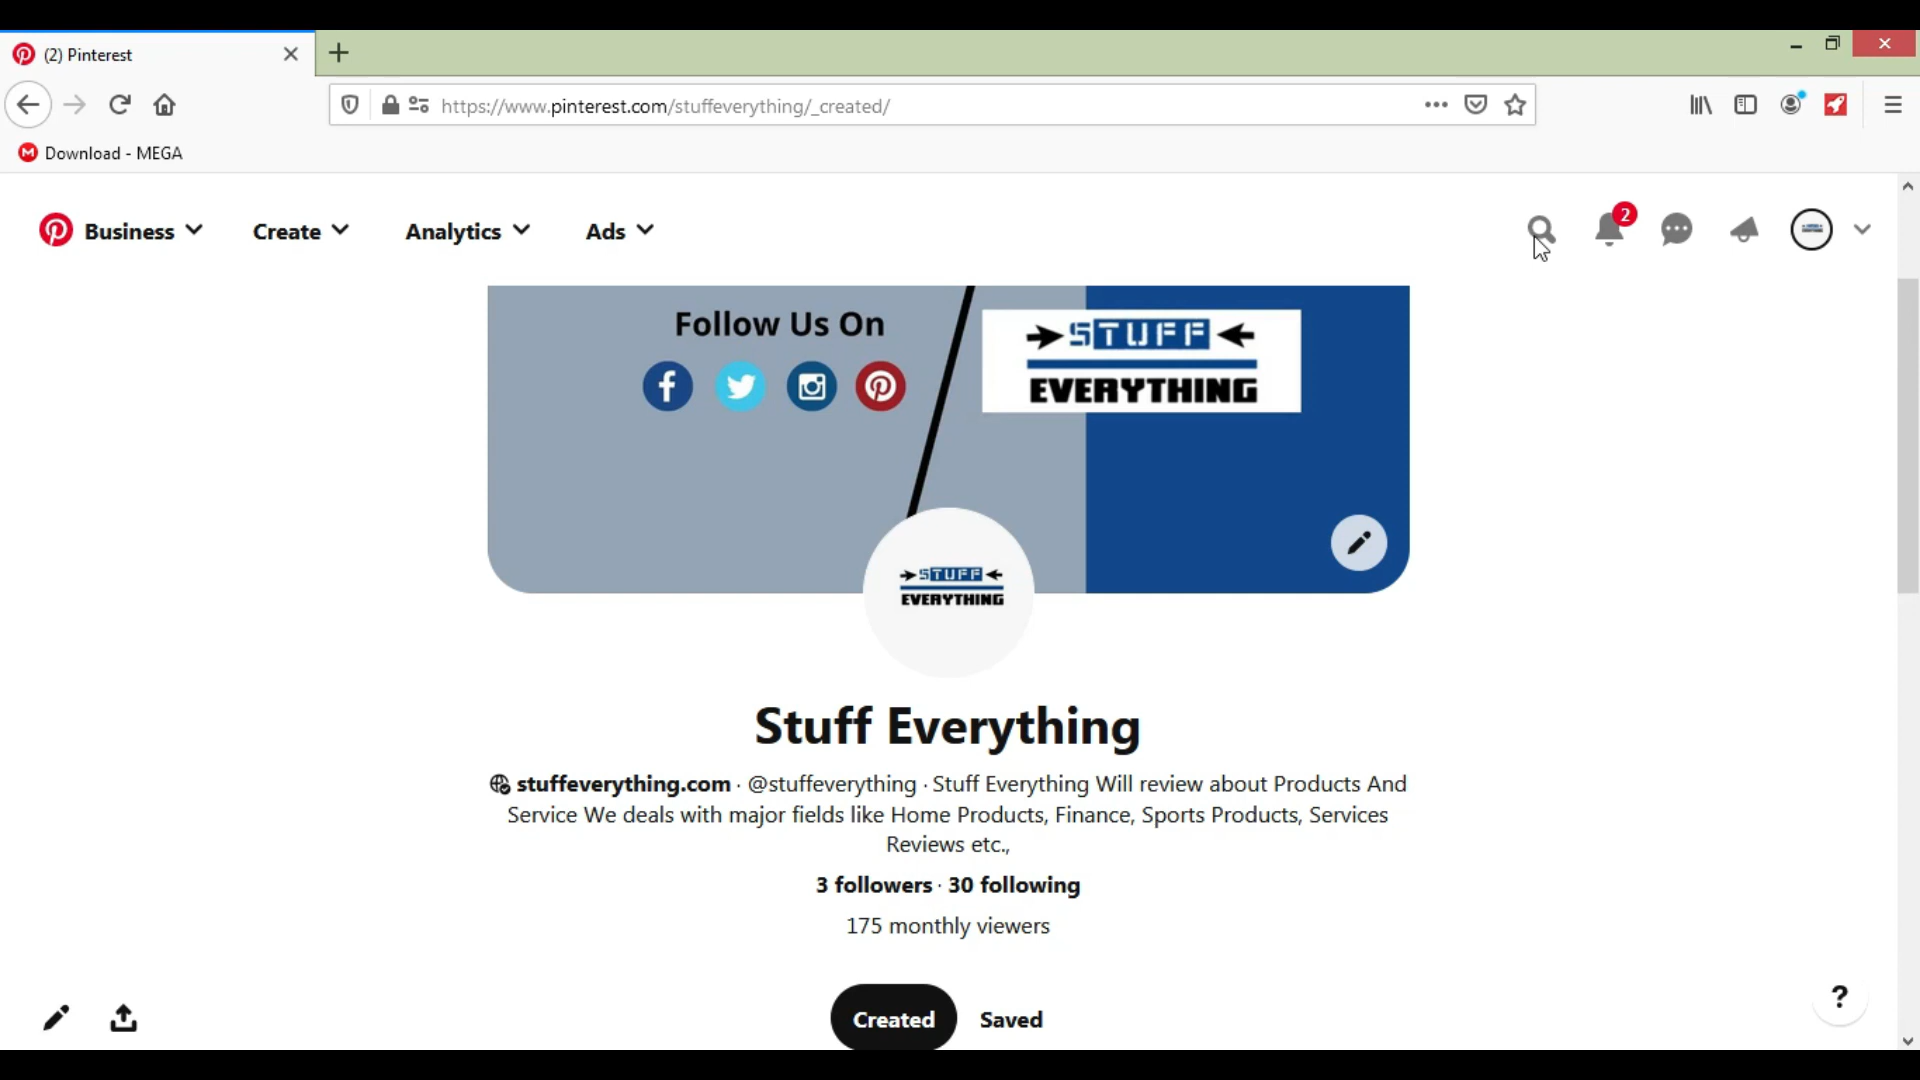 (2) Pinterest
https://www.pinterest.com/stuffeverything/_created/
Download - MEGA
Business Create Analytics Ads 2
Follow Us On
STUFF
EVERYTHING
STUFF
EVERYTHING
Stuff Everything
stuffeverything.com · @stuffeverything · Stuff Everything Will review about Products And
Service We deals with major fields like Home Products, Finance, Sports Products, Services
Reviews etc.,
3 followers · 30 following
175 monthly viewers
?
Created Saved